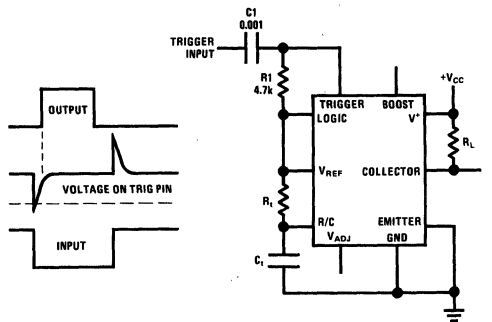 C1
0.001
TRIGGER
INPUT
R1
4.7k
TRIGGER
BOOST
LOGIC
V+
+VCC
RL
VREF
COLLECTOR
Rt
R/C
EMITTER
VADJ
GND
Ct
OUTPUT
VOLTAGE ON TRIG PIN
INPUT